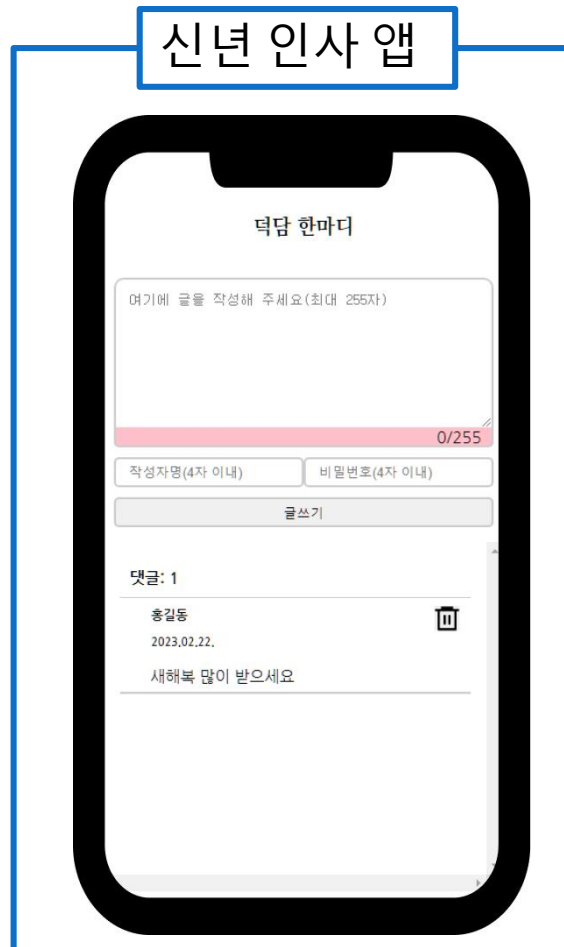 신년 인사 앱
덕담 한마디
여기에 글을 작성해 주세요(최대 255자)
0/255
작성자명(4자 이내) 비밀번호(4자 이내)
글쓰기
댓글: 1
홍길동
2023.02.22.
새해복 많이 받으세요